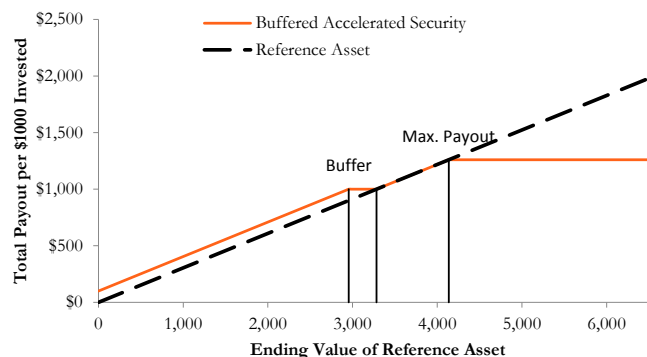 Buffered Accelerated Security
Reference Asset
Total Payout per $1000 Invested
$2,500
$2,000
$1,500
$1,000
$500
$0
Max. Payout
Buffer
0 1,000 2,000 3,000 4,000 5,000 6,000
Ending Value of Reference Asset